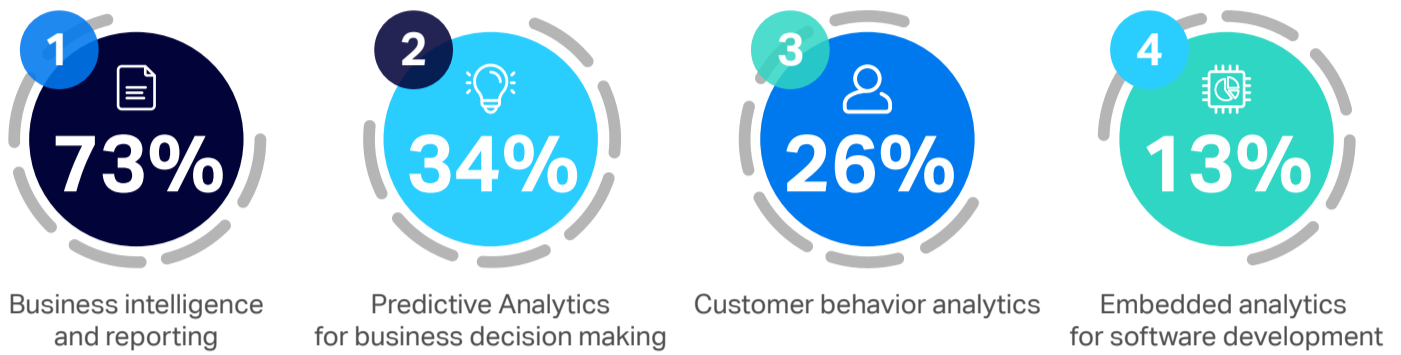 1
73%
Business intelligence
and reporting
2
34%
Predictive Analytics
for business decision making
3
26%
Customer behavior analytics
4
13%
Embedded analytics
for software development